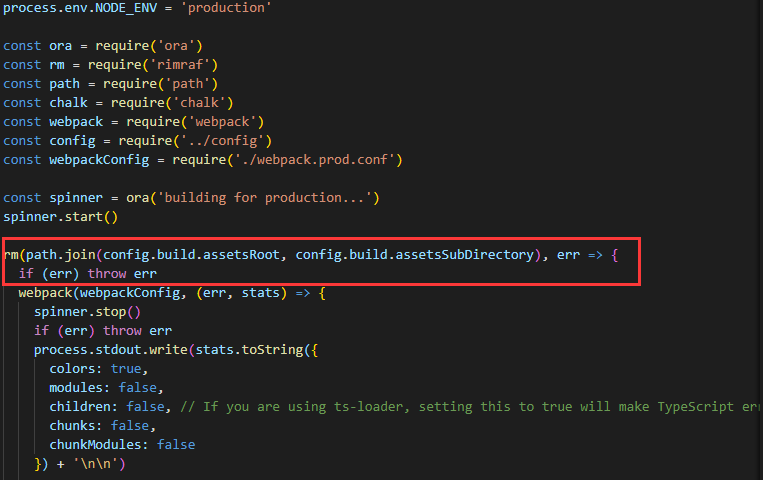 process.env.NODE_ENV = 'production'
const ora = require('ora')
const rm = require('rimraf')
const path = require('path')
const chalk = require('chalk')
const webpack = require('webpack')
const config = require('../config')
const webpackConfig = require('./webpack.prod.conf')
const spinner = ora('building for production...')
spinner.start()
rm(path.join(config.build.assetsRoot, config.build.assetsSubDirectory), err => {
if (err) throw err
webpack(webpackConfig, (err, stats) => {
spinner.stop()
if (err) throw err
process.stdout.write(stats.toString({
colors: true,
modules: false,
children: false, // If you are using ts-loader, setting this to true will make TypeScript err
chunks: false,
chunkModules: false
}) + '\n\n')